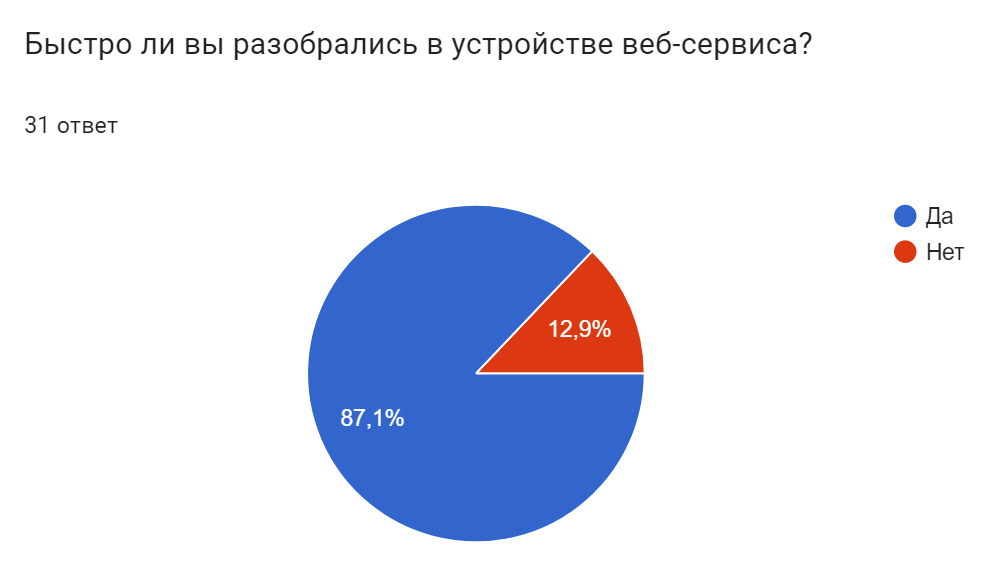 Быстро ли вы разобрались в устройстве веб-сервиса?
31 ответ
Да
Нет
12,9%
87,1%